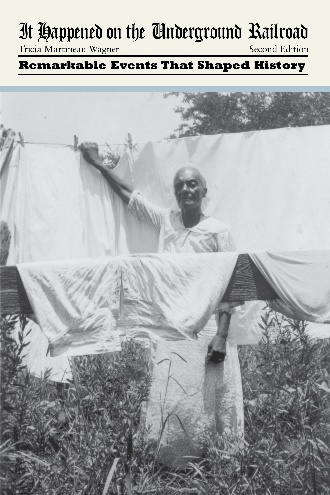 It Happened on the Underground Railroad
Tricia Martineau Wagner Second Edition
Remarkable Events That Shaped History